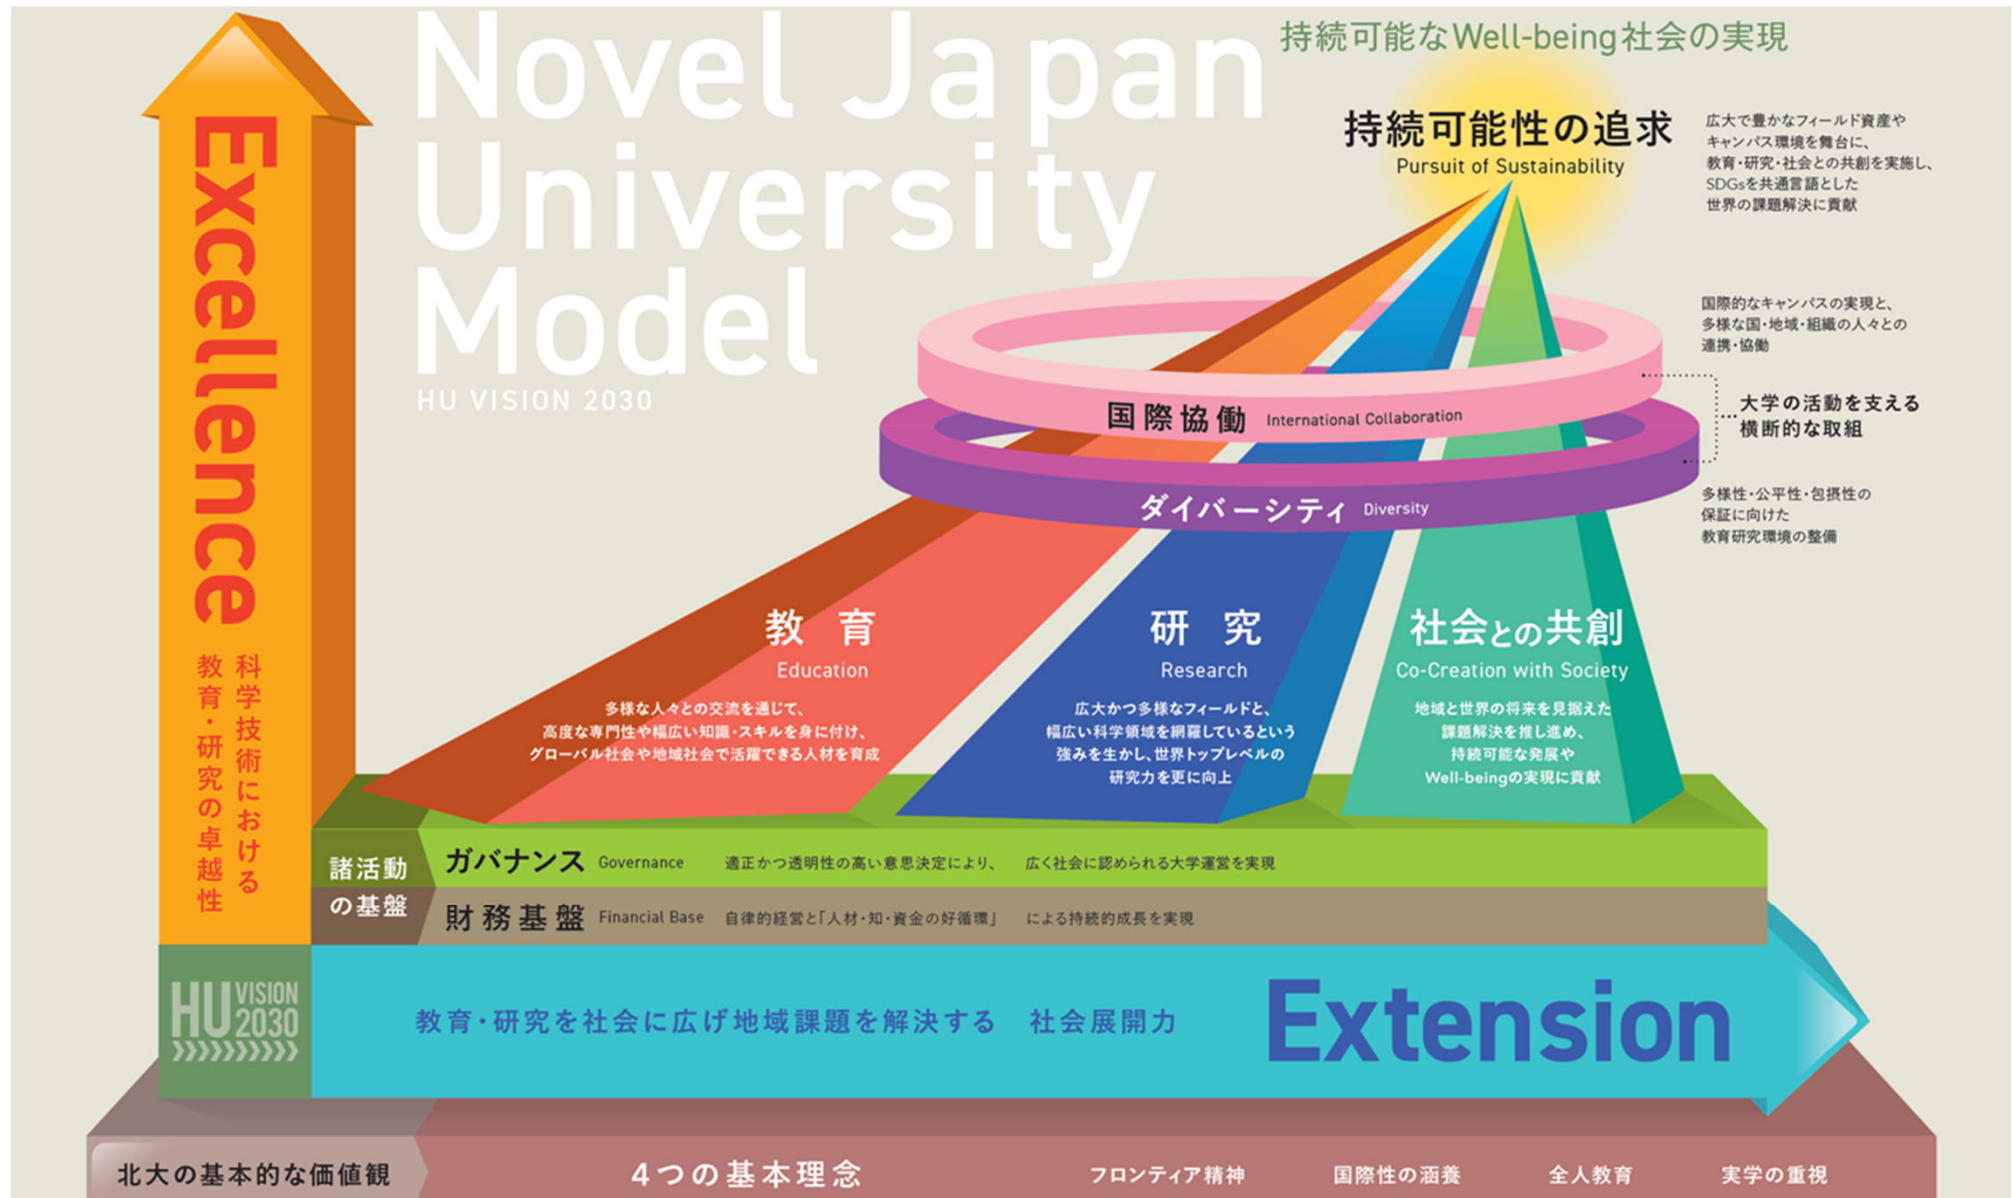 Novel Japan
University
Model
HU VISION 2030
持続可能なWell-being社会の実現
持続可能性の追求
Pursuit of Sustainability
広大で豊かなフィールド資産や
キャンパス環境を舞台に、
教育・研究・社会との共創を実施し、
SDGsを共通言語とした
世界の課題解決に貢献
国際的なキャンパスの実現と、
多様な国・地域・組織の人々との
連携・協働
大学の活動を支える
横断的な取組
多様性・公平性・包摂性の
保証に向けた
教育研究環境の整備
国際協働 International Collaboration
ダイバーシティ Diversity
Excellence
科学技術における
教育・研究の卓越性
教育
Education
多様な人々との交流を通じて、
高度な専門性や幅広い知識・スキルを身に付け、
グローバル社会や地域社会で活躍できる人材を育成
研究
Research
広大かつ多様なフィールドと、
幅広い科学領域を網羅しているという
強みを生かし、世界トップレベルの
研究力を更に向上
社会との共創
Co-Creation with Society
地域と世界の将来を見据えた
課題解決を推し進め、
持続可能な発展や
Well-beingの実現に貢献
諸活動
の基盤
ガバナンス Governance 適正かつ透明性の高い意思決定により、 広く社会に認められる大学運営を実現
財務基盤 Financial Base 自律的経営と「人材・知・資金の好循環」 による持続的成長を実現
HU VISION 2030
教育・研究を社会に広げ地域課題を解決する 社会展開力 Extension
北大の基本的な価値観 4つの基本理念 フロンティア精神 国際性の涵養 全人教育 実学の重視